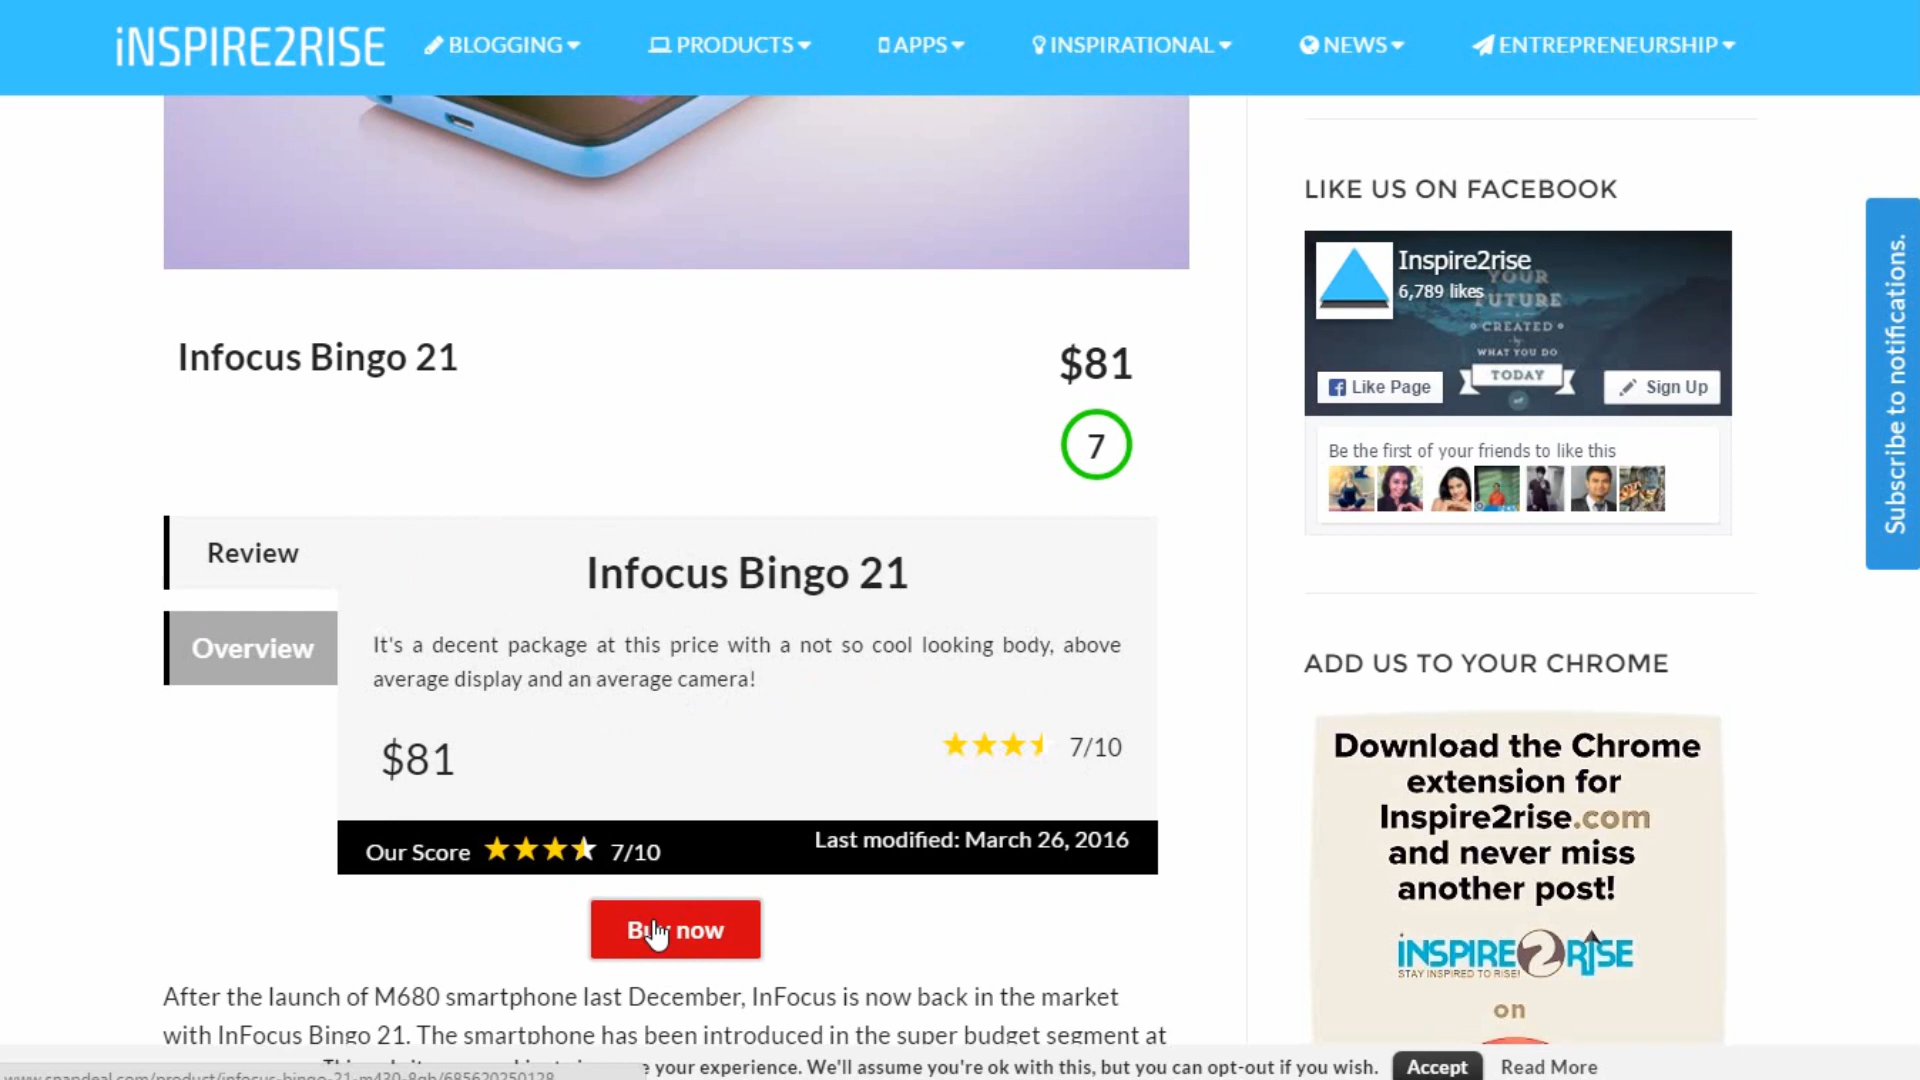 iNSPIRE2RISE BLOGGING PRODUCTS APPS INSPIRATIONAL NEWS ENTREPRENEURSHIP
Infocus Bingo 21
$81
7
Review
Overview
Infocus Bingo 21
It's a decent package at this price with a not so cool looking body, above
average display and an average camera!
$81
7/10
Our Score 7/10
Last modified: March 26, 2016
Buy now
After the launch of M680 smartphone last December, InFocus is now back in the market
with InFocus Bingo 21. The smartphone has been introduced in the super budget segment at
LIKE US ON FACEBOOK
Inspire2rise
6,789 likes
YOUR
FUTURE
CREATED
by
WHAT YOU DO
TODAY
Like Page
Sign Up
Be the first of your friends to like this
ADD US TO YOUR CHROME
Download the Chrome
extension for
Inspire2rise.com
and never miss
another post!
INSPIRE2RISE
STAY INSPIRED TO RISE!
on
Subscribe to notifications.
your experience. We'll assume you're ok with this, but you can opt-out if you wish. Accept Read More